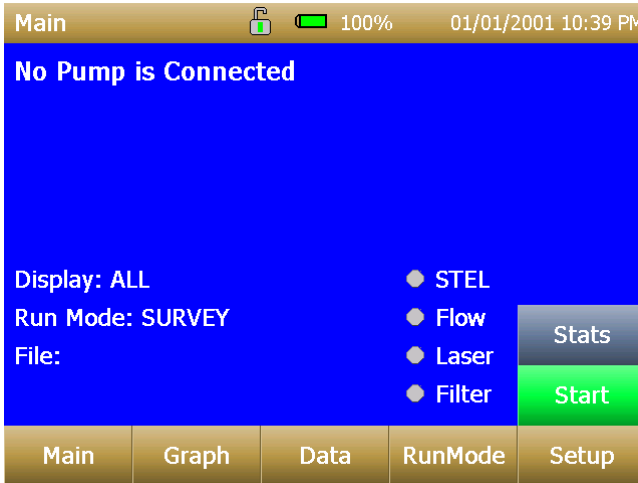 Main 100% 01/01/2001 10:39 PM
No Pump is Connected
Display: ALL
STEL
Run Mode: SURVEY
Flow
Stats
File:
Laser
Filter
Start
Main Graph Data RunMode Setup